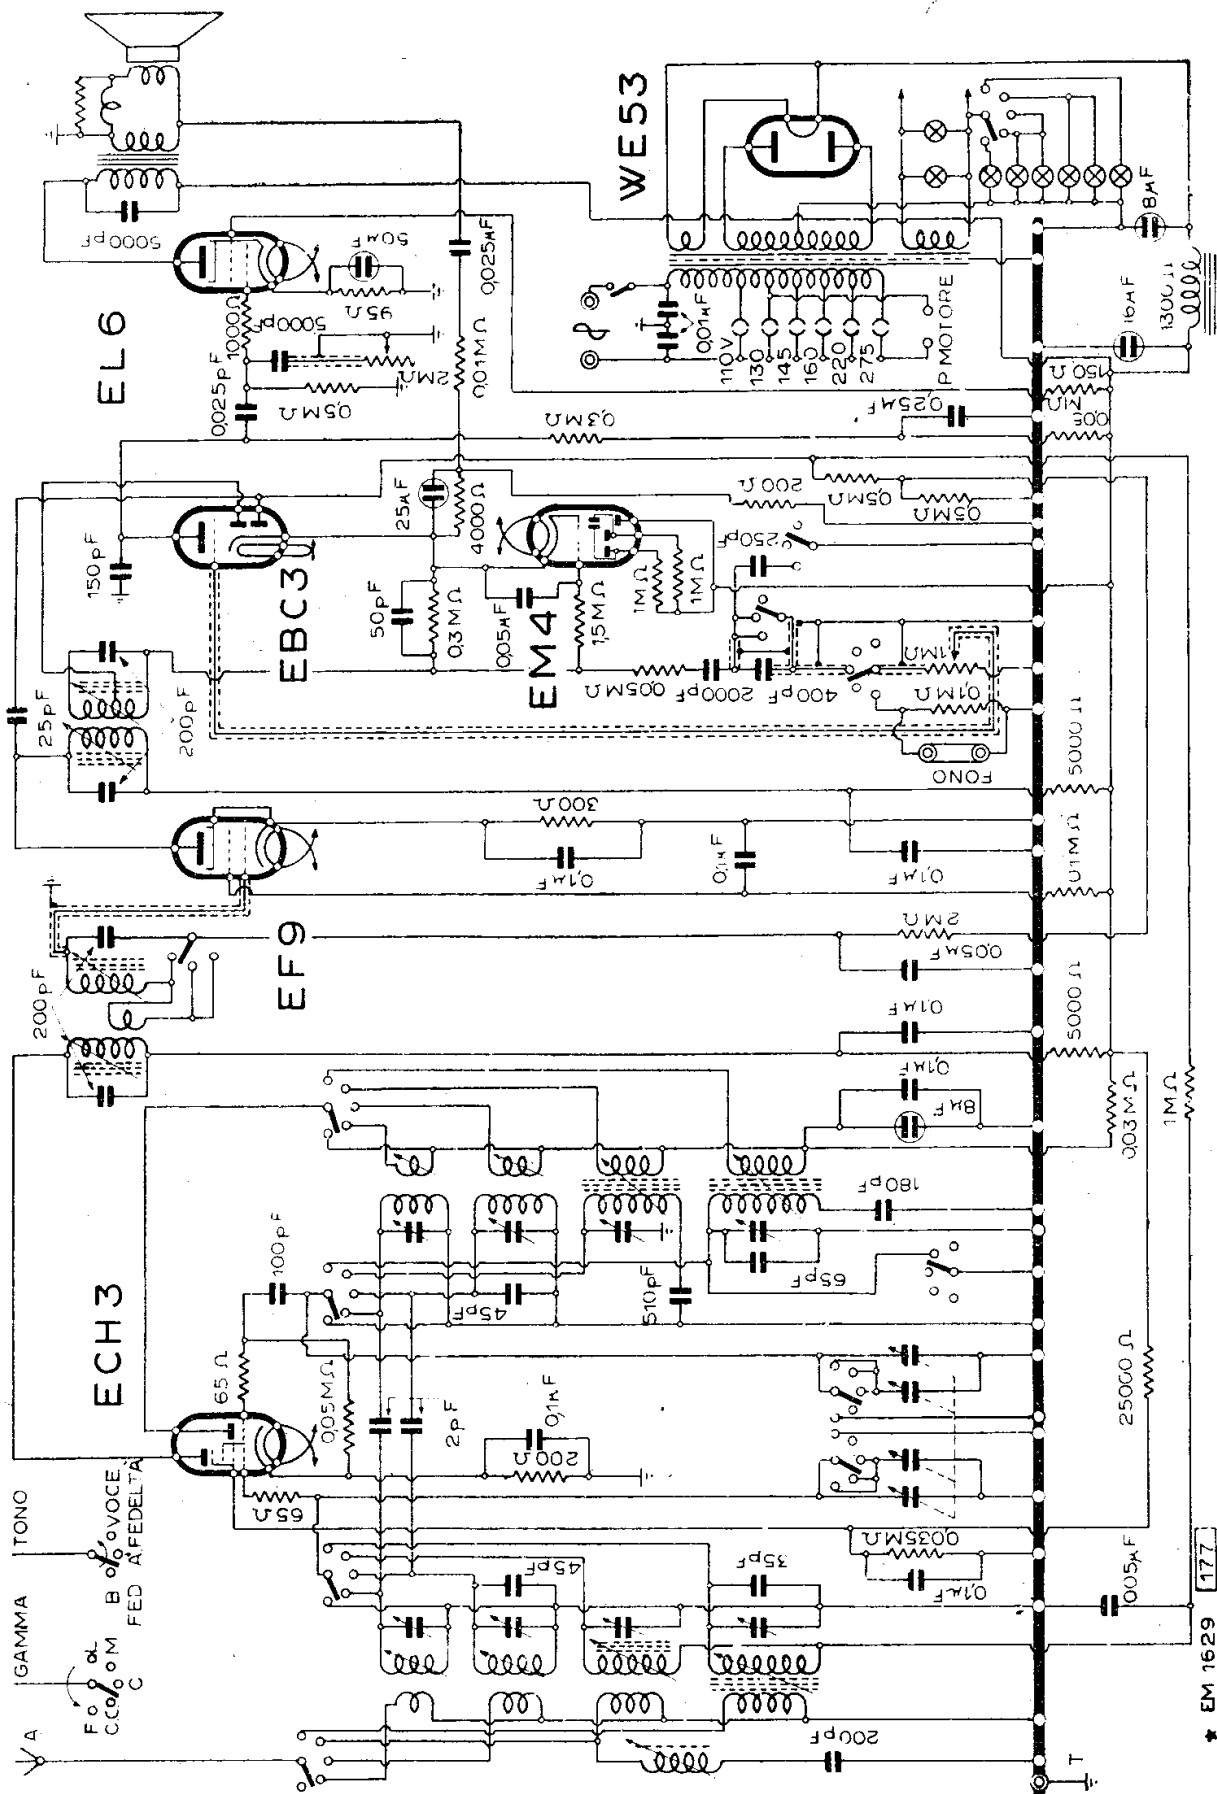 A
GAMMA
F
C.C
M
C
TONO
B
VOCE
FED
A FEDELTÀ
ECH3
65Ω
65Ω
100pF
0,05MΩ
2pF
200Ω
0,1µF
45pF
45pF
35pF
510pF
65pF
180pF
200pF
0,1µF
0,035MΩ
25000 Ω
0,05µF
T
200pF
EF9
0,1µF
8µF
0,1µF
0,05µF
2MΩ
5000 Ω
0,03 MΩ
1MΩ
0,1µF
300Ω
0,1µF
0,1µF
0,1MΩ
5000 Ω
25pF
200pF
150pF
EBC3
50pF
0,3MΩ
25µF
4000Ω
0,05µF
EM4
1,5MΩ
1MΩ
1MΩ
0,05MΩ
2000pF
400pF
250pF
200Ω
0,1MΩ
FONO
0,5MΩ
0,5MΩ
0,3MΩ
0,25µF
150Ω
EL6
0,025pF
1000Ω
5000pF
0,5MΩ
2MΩ
95Ω
50µF
5000pF
0,01MΩ
0,025µF
WE53
0,01µF
110V
130
145
160
220
275
P. MOTORE
8µF
16µF
1300Ω
* EM 1629 177